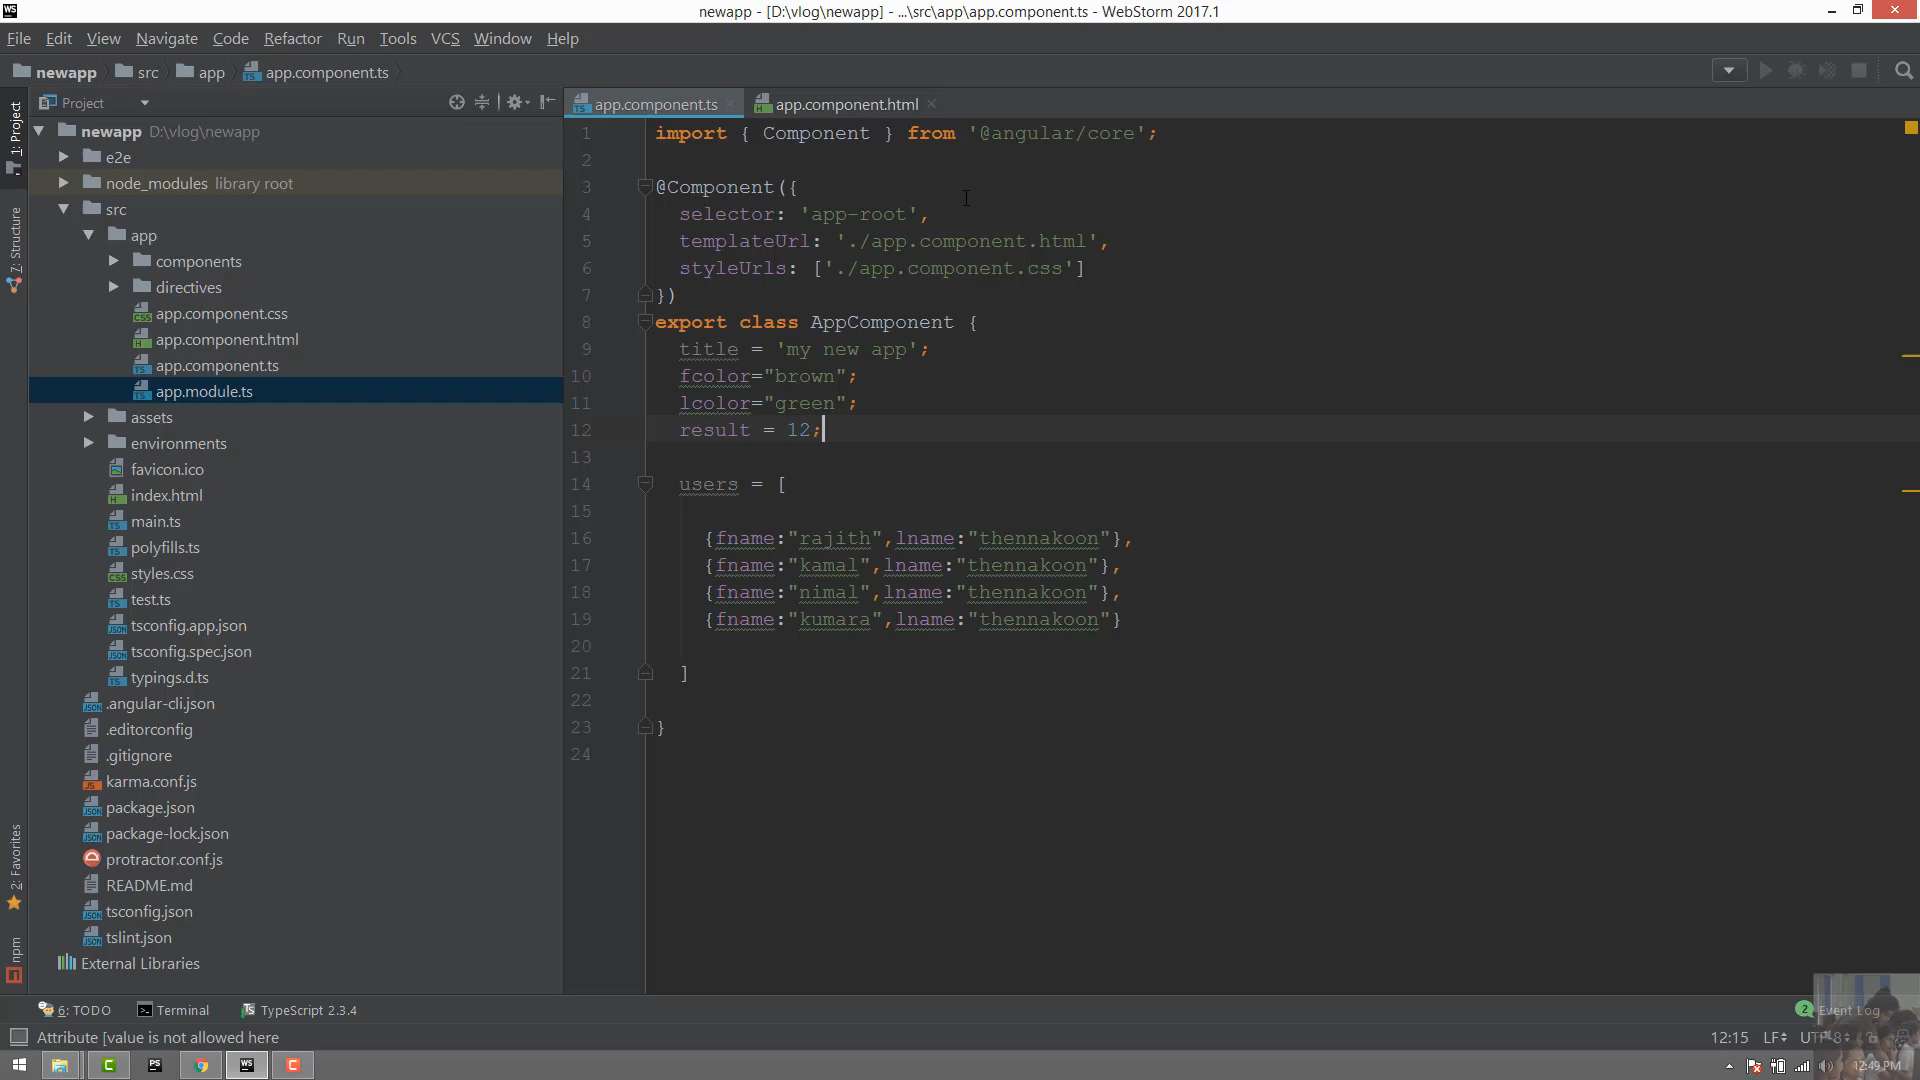 newapp - [D:\vlog\newapp] - ...\src\app\app.component.ts - WebStorm 2017.1
File Edit View Navigate Code Refactor Run Tools VCS Window Help
newapp src app app.component.ts
Project
app.component.ts
app.component.html
1: Project
7: Structure
2: Favorites
npm
newapp D:\vlog\newapp
e2e
node_modules library root
src
app
components
directives
app.component.css
app.component.html
app.component.ts
app.module.ts
assets
environments
favicon.ico
index.html
main.ts
polyfills.ts
styles.css
test.ts
tsconfig.app.json
tsconfig.spec.json
typings.d.ts
.angular-cli.json
.editorconfig
.gitignore
karma.conf.js
package.json
package-lock.json
protractor.conf.js
README.md
tsconfig.json
tslint.json
External Libraries
1 import { Component } from '@angular/core';
2
3 @Component({
4 selector: 'app-root',
5 templateUrl: './app.component.html',
6 styleUrls: ['./app.component.css']
7 })
8 export class AppComponent {
9 title = 'my new app';
10 fcolor="brown";
11 lcolor="green";
12 result = 12;
13
14 users = [
15
16 {fname:"rajith",lname:"thennakoon"},
17 {fname:"kamal",lname:"thennakoon"},
18 {fname:"nimal",lname:"thennakoon"},
19 {fname:"kumara",lname:"thennakoon"}
20
21 ]
22
23 }
24
6: TODO Terminal TypeScript 2.3.4
2 Event Log
Attribute [value is not allowed here
12:15 LF UTF-8
12:49 PM